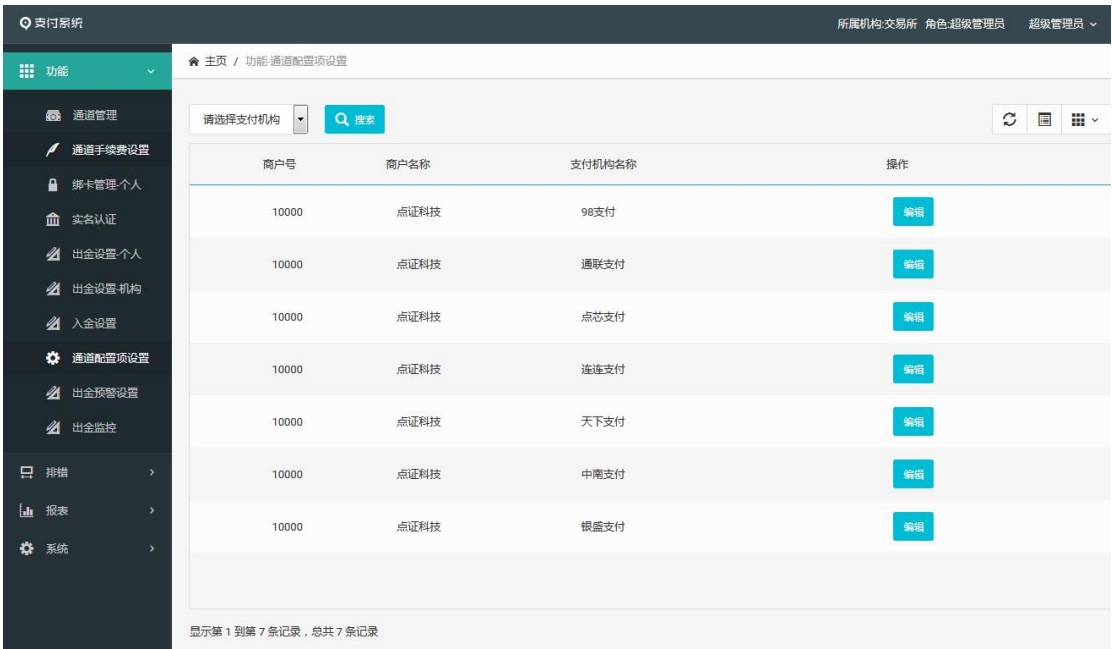 支付系统
所属机构:交易所 角色:超级管理员 超级管理员
功能
主页 / 功能-通道配置项设置
通道管理
通道手续费设置
绑卡管理-个人
实名认证
出金设置-个人
出金设置-机构
入金设置
通道配置项设置
出金预警设置
出金监控
排错
报表
系统
请选择支付机构 搜索
商户号 商户名称 支付机构名称 操作
10000 点证科技 98支付 编辑
10000 点证科技 通联支付 编辑
10000 点证科技 点芯支付 编辑
10000 点证科技 连连支付 编辑
10000 点证科技 天下支付 编辑
10000 点证科技 中南支付 编辑
10000 点证科技 银盛支付 编辑
显示第 1 到第 7 条记录，总共 7 条记录